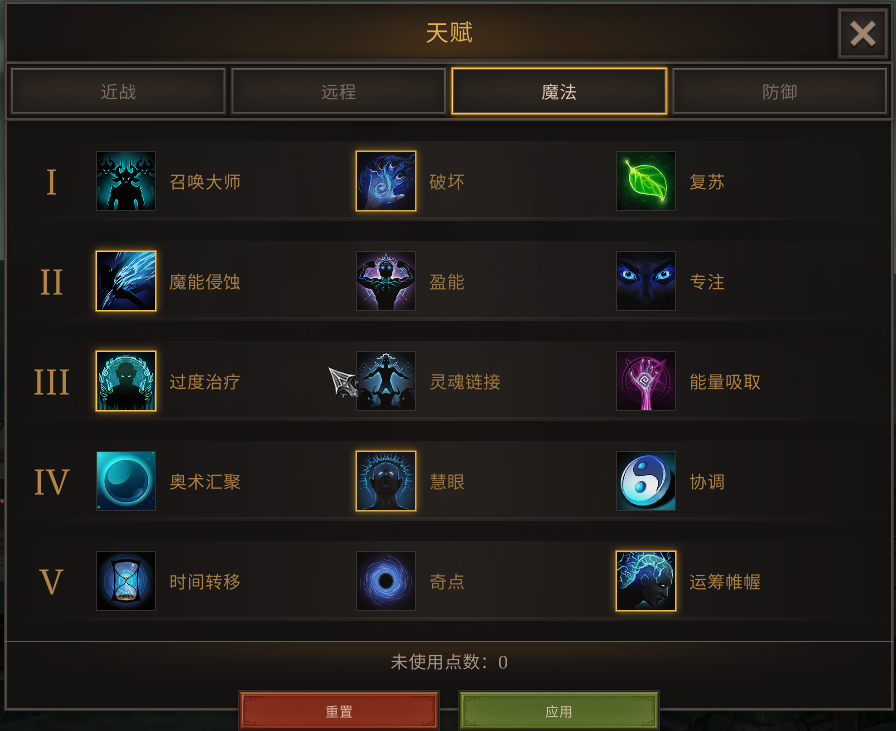 天赋
近战 远程 魔法 防御
I 召唤大师 破坏 复苏
II 魔能侵蚀 盈能 专注
III 过度治疗 灵魂链接 能量吸取
IV 奥术汇聚 慧眼 协调
V 时间转移 奇点 运筹帷幄
未使用点数：0
重置 应用